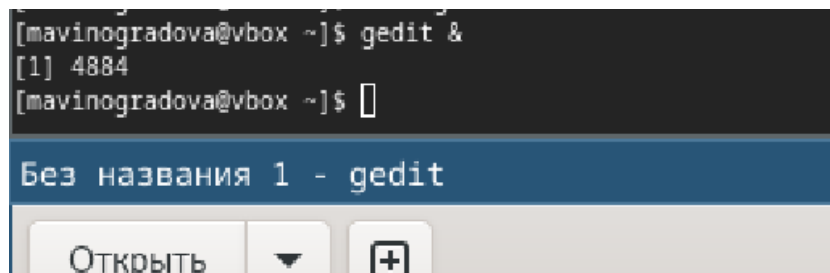 [mavinogradova@vbox ~]$ gedit &
[1] 4884
[mavinogradova@vbox ~]$
Без названия 1 - gedit
Открыть